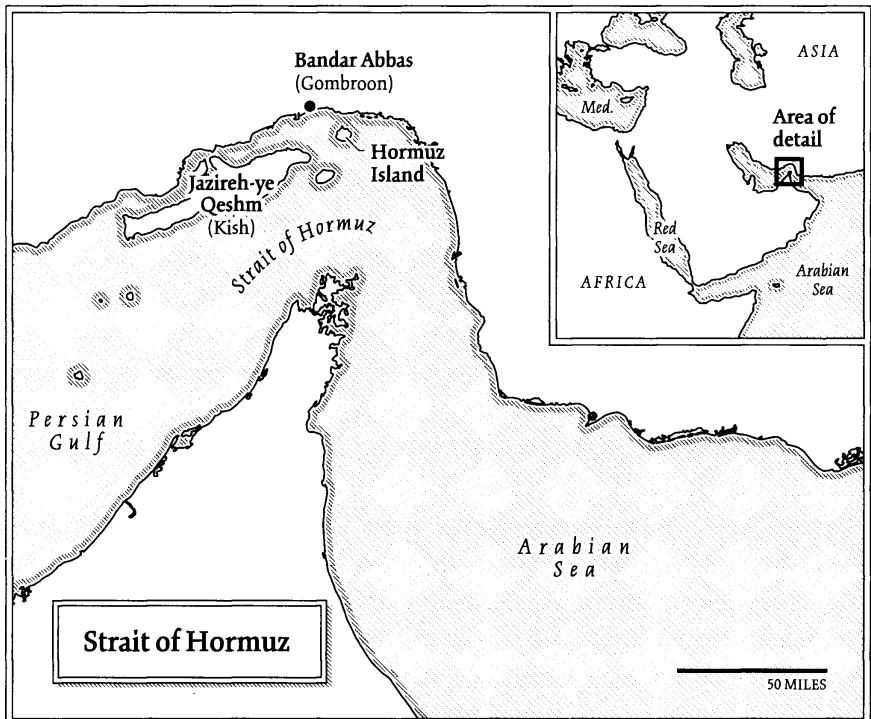 Bandar Abbas
(Gombroon)
Hormuz
Island
Jazireh-ye
Qeshm
(Kish)
Strait of Hormuz
Persian
Gulf
Arabian
Sea
Strait of Hormuz
50 MILES
ASIA
Med.
Area of
detail
Red
Sea
AFRICA
Arabian
Sea